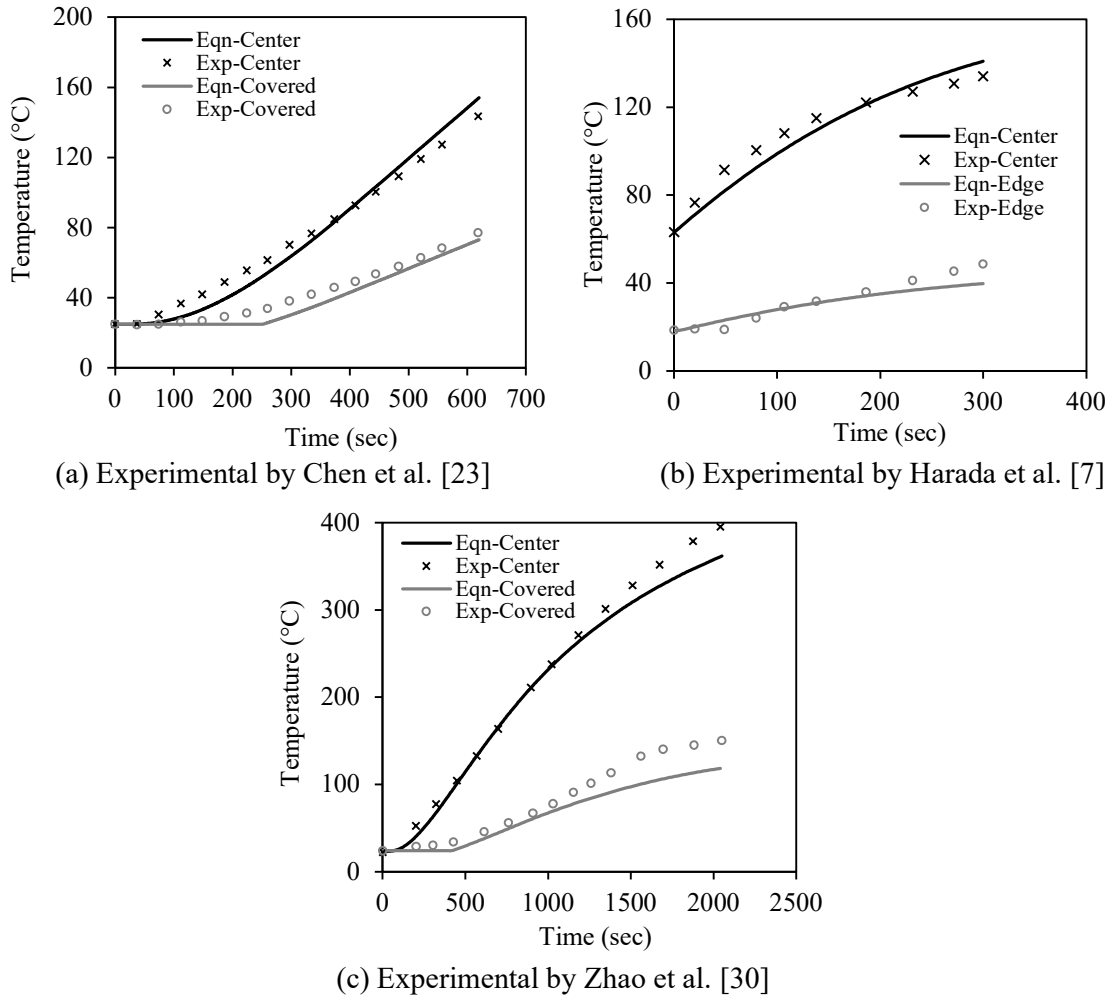 200
160
120
80
40
0
Temperature (°C)
Eqn-Center
Exp-Center
Eqn-Covered
Exp-Covered
0 100 200 300 400 500 600 700
Time (sec)
(a) Experimental by Chen et al. [23]
160
120
80
40
0
Temperature (°C)
Eqn-Center
Exp-Center
Eqn-Edge
Exp-Edge
0 100 200 300 400
Time (sec)
(b) Experimental by Harada et al. [7]
400
300
200
100
0
Temperature (°C)
Eqn-Center
Exp-Center
Eqn-Covered
Exp-Covered
0 500 1000 1500 2000 2500
Time (sec)
(c) Experimental by Zhao et al. [30]